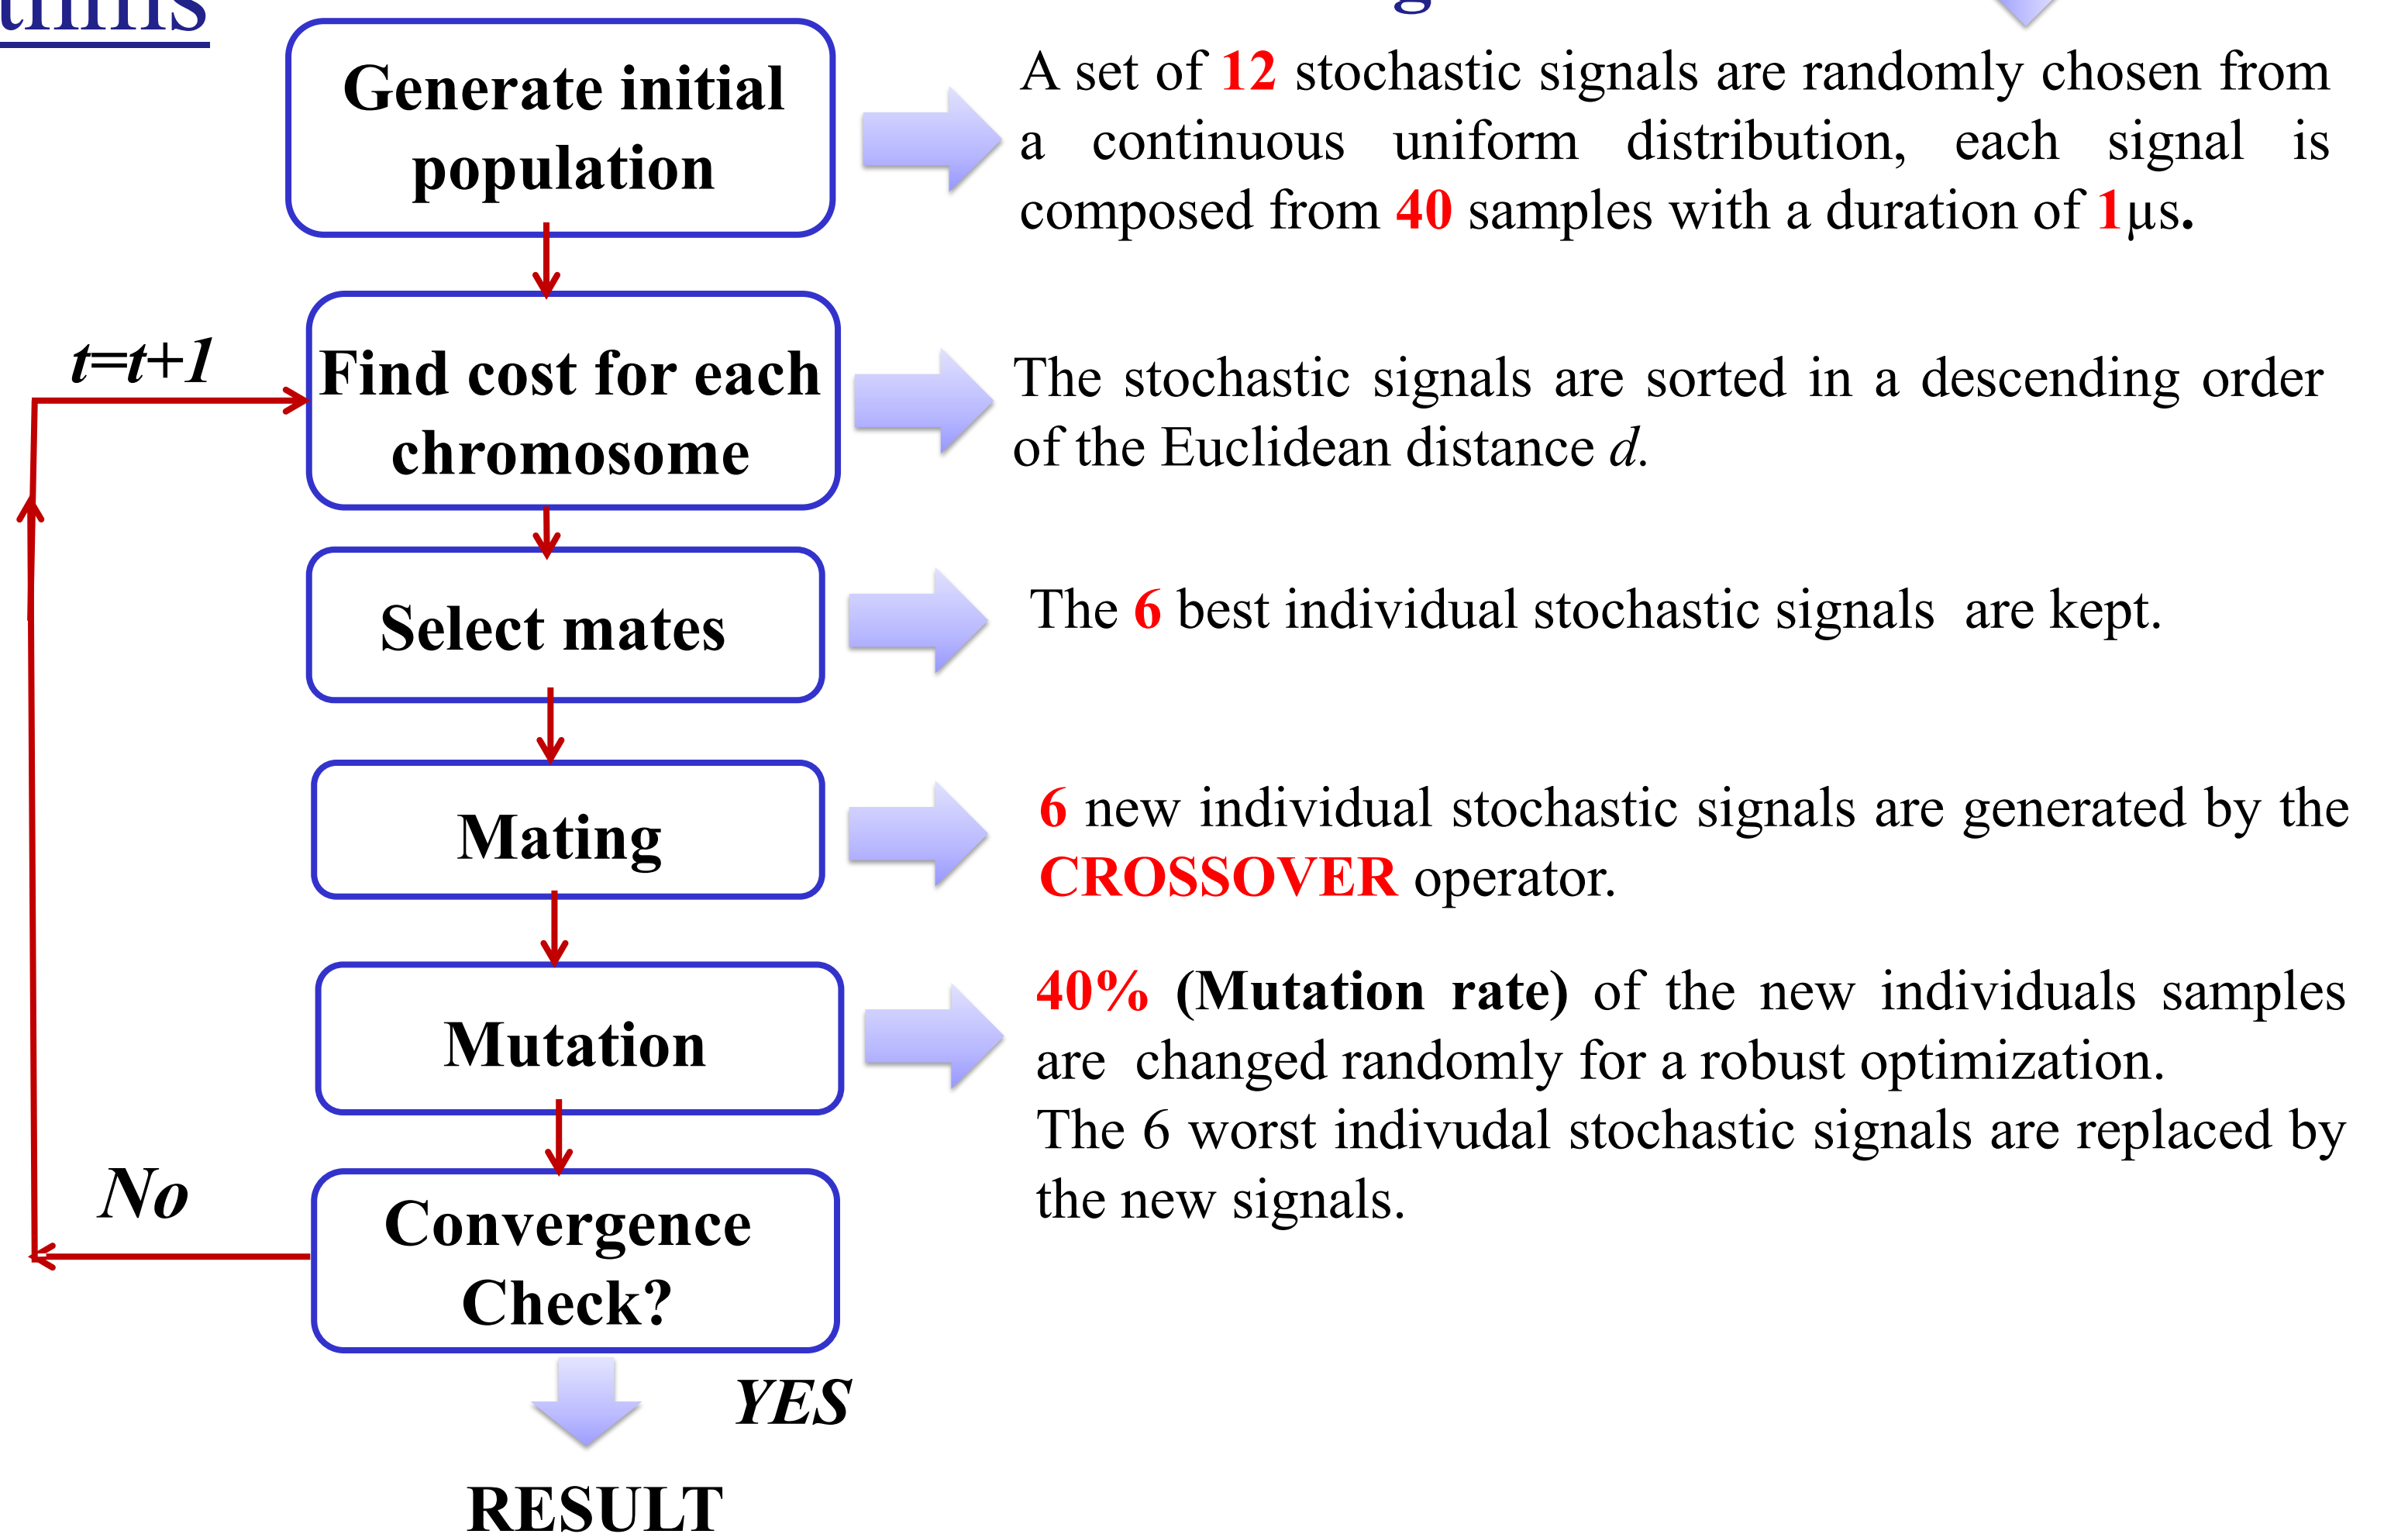 Generate initial
population
A set of 12 stochastic signals are randomly chosen from
a continuous uniform distribution, each signal is
composed from 40 samples with a duration of 1µs.
t=t+1
Find cost for each
chromosome
The stochastic signals are sorted in a descending order
of the Euclidean distance d.
Select mates
The 6 best individual stochastic signals are kept.
Mating
6 new individual stochastic signals are generated by the
CROSSOVER operator.
Mutation
40% (Mutation rate) of the new individuals samples
are changed randomly for a robust optimization.
The 6 worst indivudal stochastic signals are replaced by
the new signals.
No
Convergence
Check?
YES
RESULT